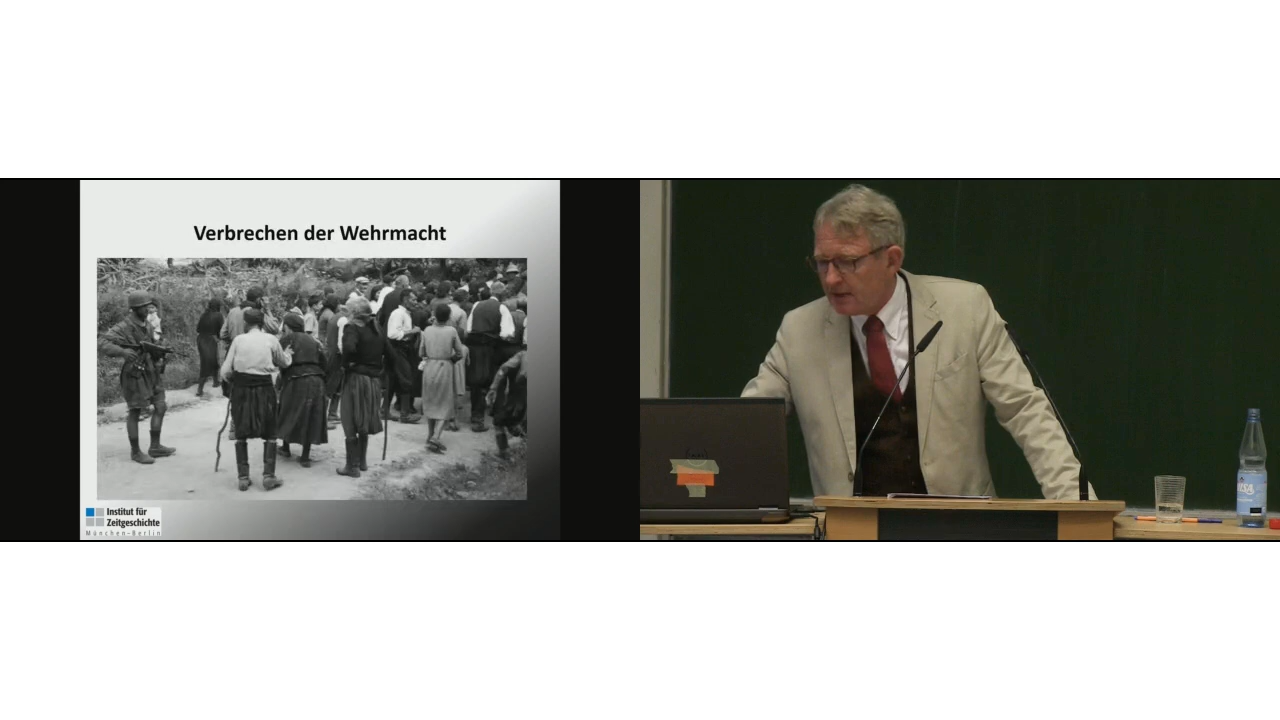 Verbrechen der Wehrmacht
Institut für
Zeitgeschichte
München-Berlin